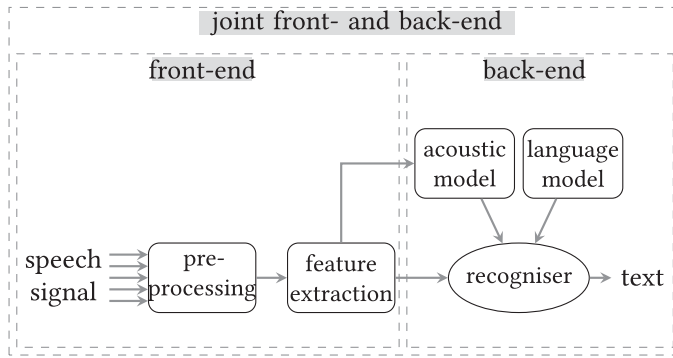 joint front- and back-end
front-end
back-end
acoustic
model
language
model
speech
signal
pre-
processing
feature
extraction
recogniser
text